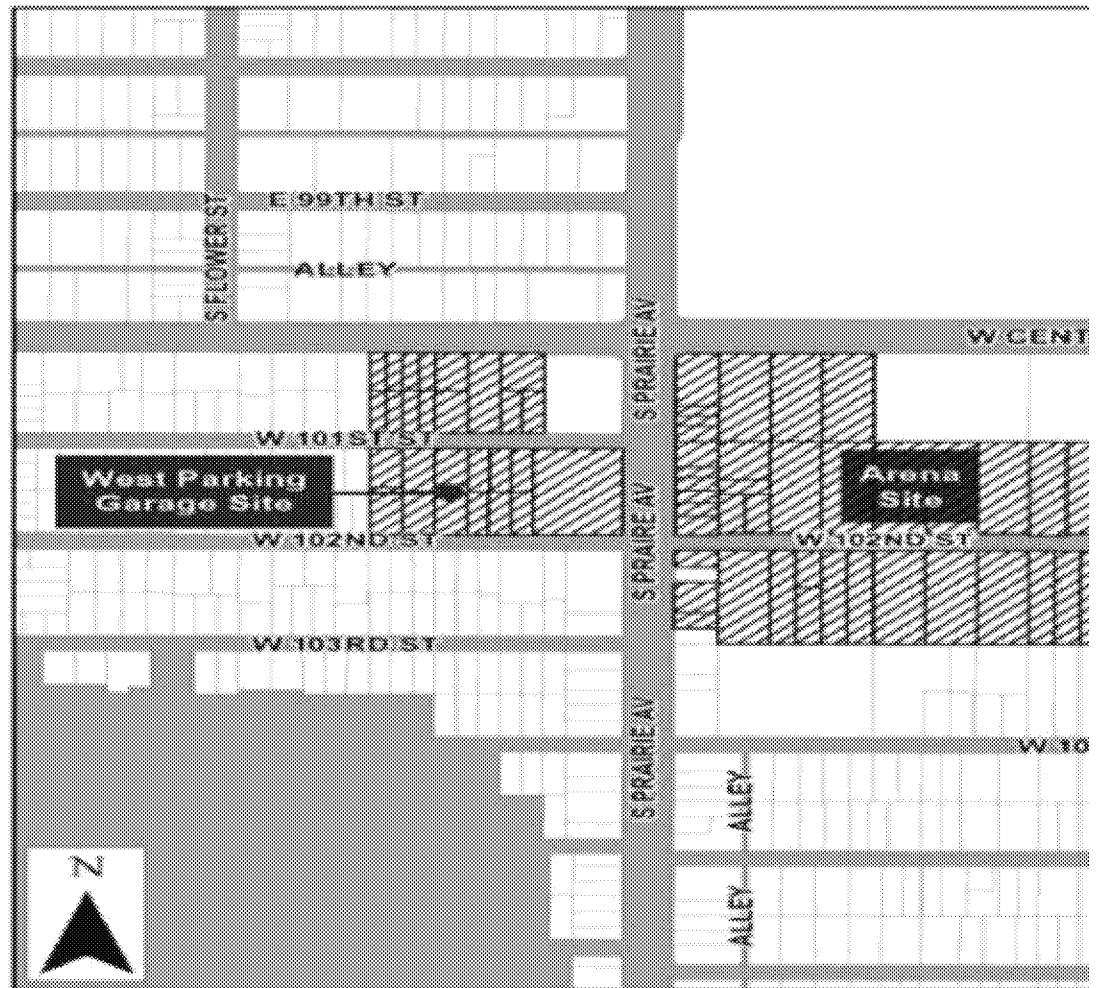 E 99TH ST
S FLOWER ST
ALLEY
S PRAIRIE AV
W CENT
W 101ST ST
West Parking
Garage Site
Arena
Site
S PRAIRE AV
W 102ND ST
W 102ND ST
W 103RD ST
S PRAIRIE AV
W 10
ALLEY
ALLEY
N